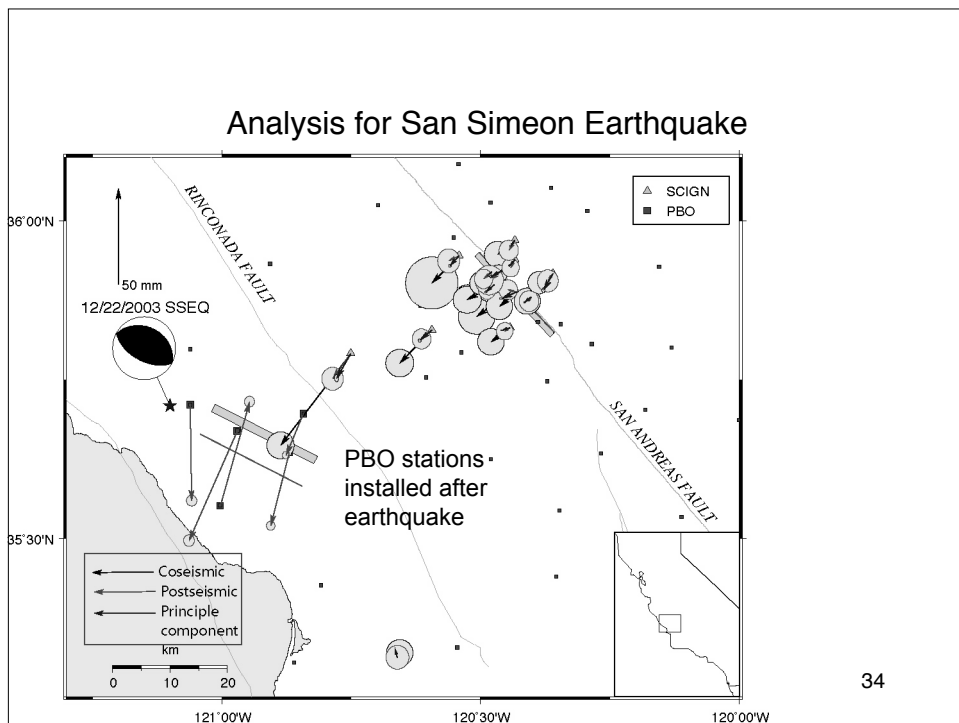 Analysis for San Simeon Earthquake
36°00'N
35°30'N
121°00'W
120°30'W
120°00'W
RINCONADA FAULT
SAN ANDREAS FAULT
SCIGN
PBO
50 mm
12/22/2003 SSEQ
PBO stations
installed after
earthquake
Coseismic
Postseismic
Principle
component
km
0 10 20
34